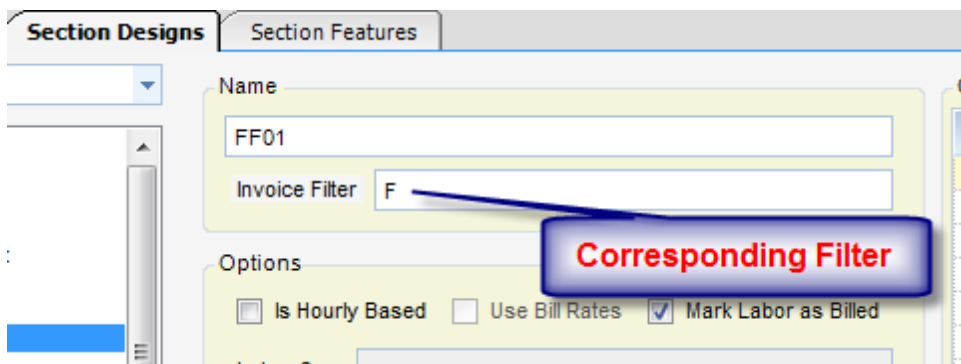 Section Designs Section Features
Name
FF01
Invoice Filter F
Corresponding Filter
Options
Is Hourly Based Use Bill Rates Mark Labor as Billed